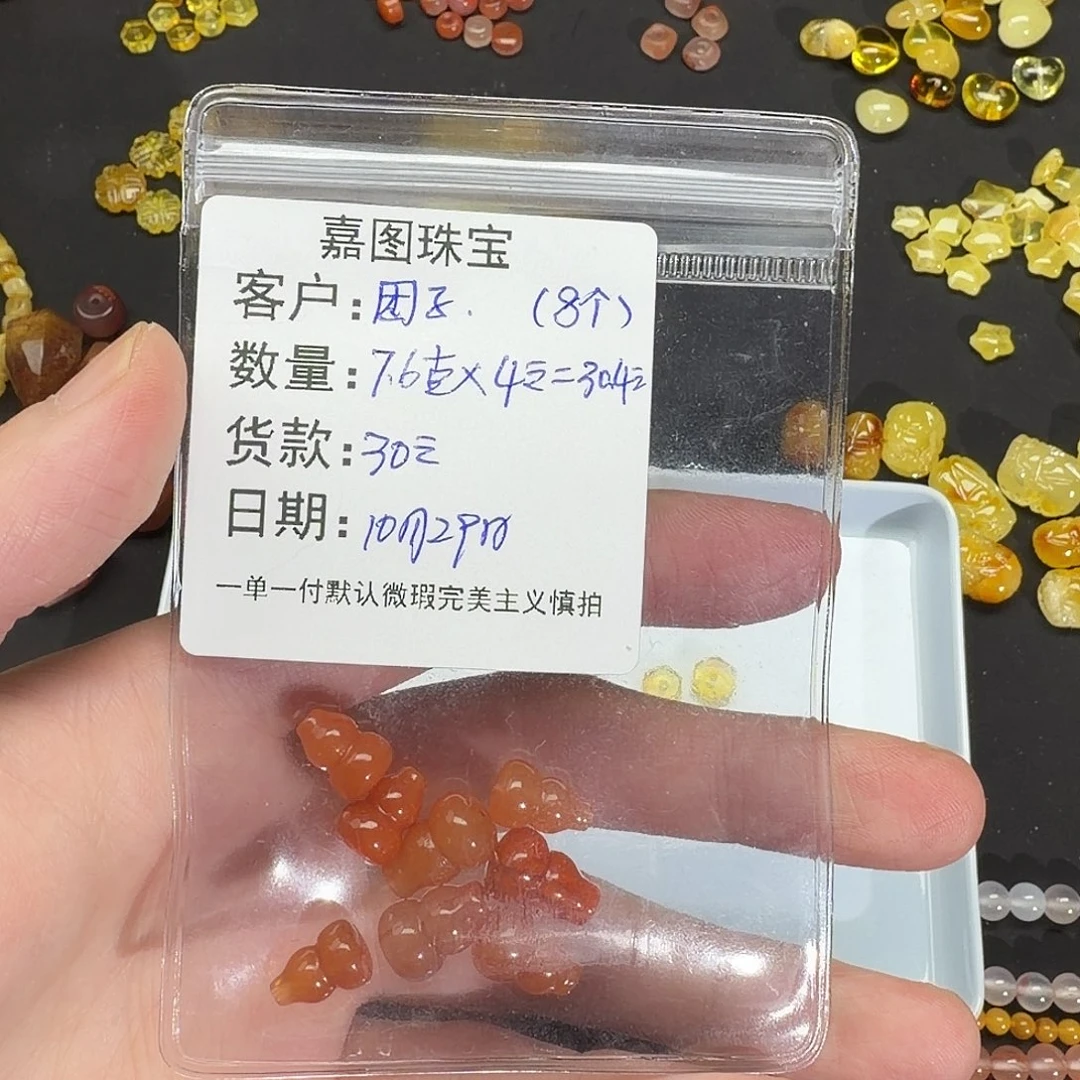 嘉图珠宝
客户:团子. (8个)
数量:7.6克×4元=30.4元
货款:30元
日期:10月29日
一单一付默认微瑕完美主义慎拍